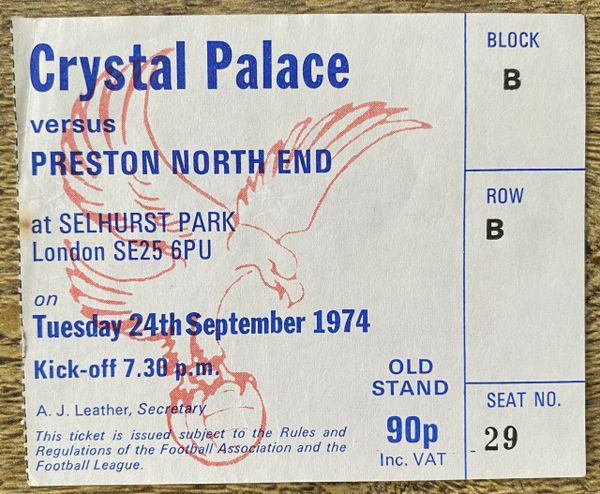 Crystal Palace
versus
PRESTON NORTH END
at SELHURST PARK
London SE25 6PU
on
Tuesday 24th September 1974
Kick-off 7.30 p.m.
A. J. Leather, Secretary
This ticket is issued subject to the Rules and
Regulations of the Football Association and the
Football League.
OLD
STAND
90p
Inc. VAT
BLOCK
B
ROW
B
SEAT NO.
29